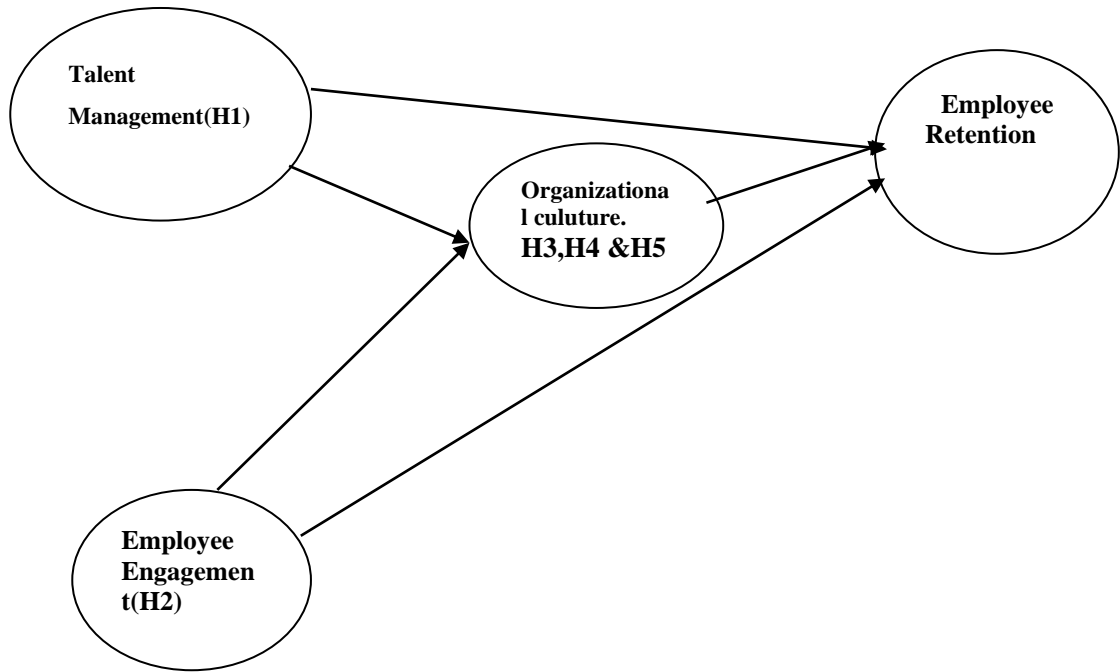 Talent
Management(H1)
Employee
Retention
Organizationa
l culuture.
H3,H4 &H5
Employee
Engagemen
t(H2)